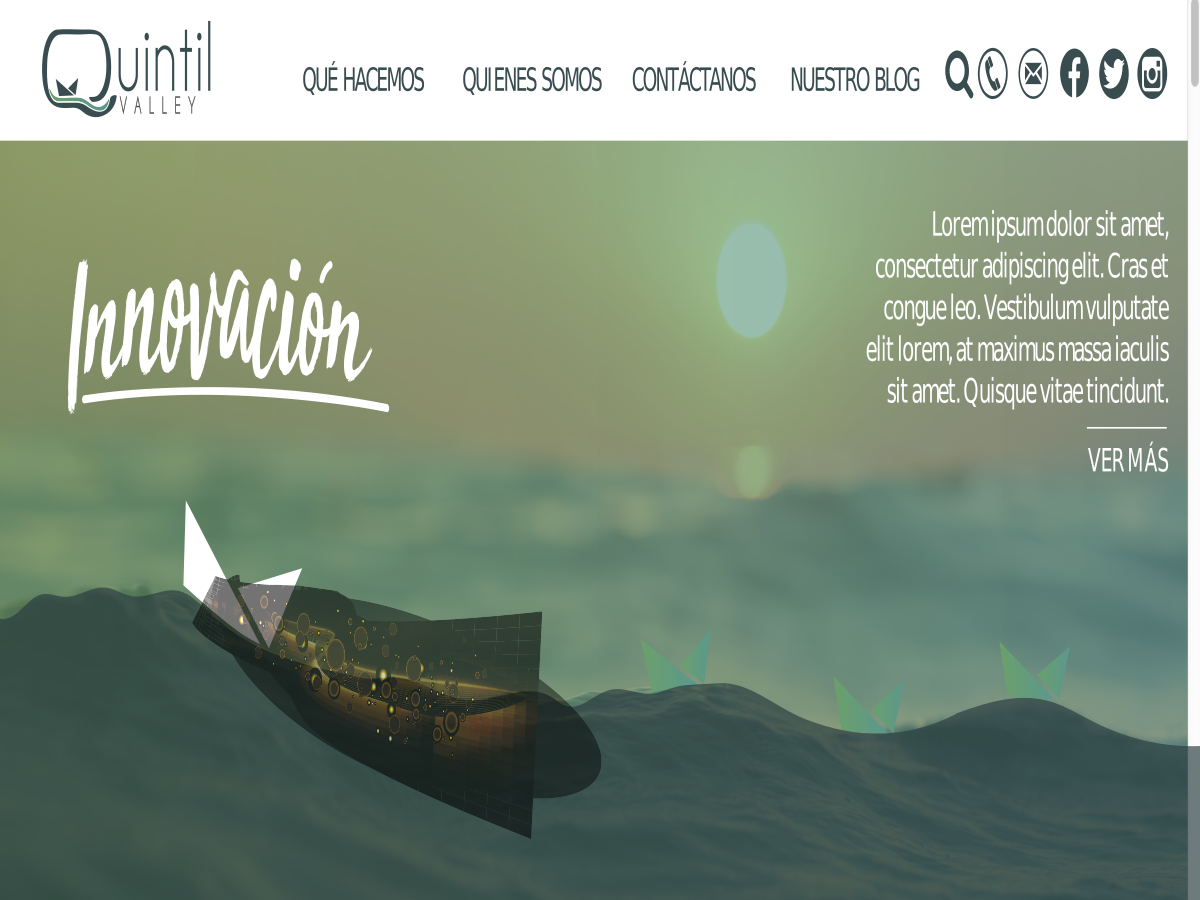 Quintil
VALLEY
QUÉ HACEMOS
QUIENES SOMOS
CONTÁCTANOS
NUESTRO BLOG
Innovación
Lorem ipsum dolor sit amet,
consectetur adipiscing elit. Cras et
congue leo. Vestibulum vulputate
elit lorem, at maximus massa iaculis
sit amet. Quisque vitae tincidunt.
VER MÁS